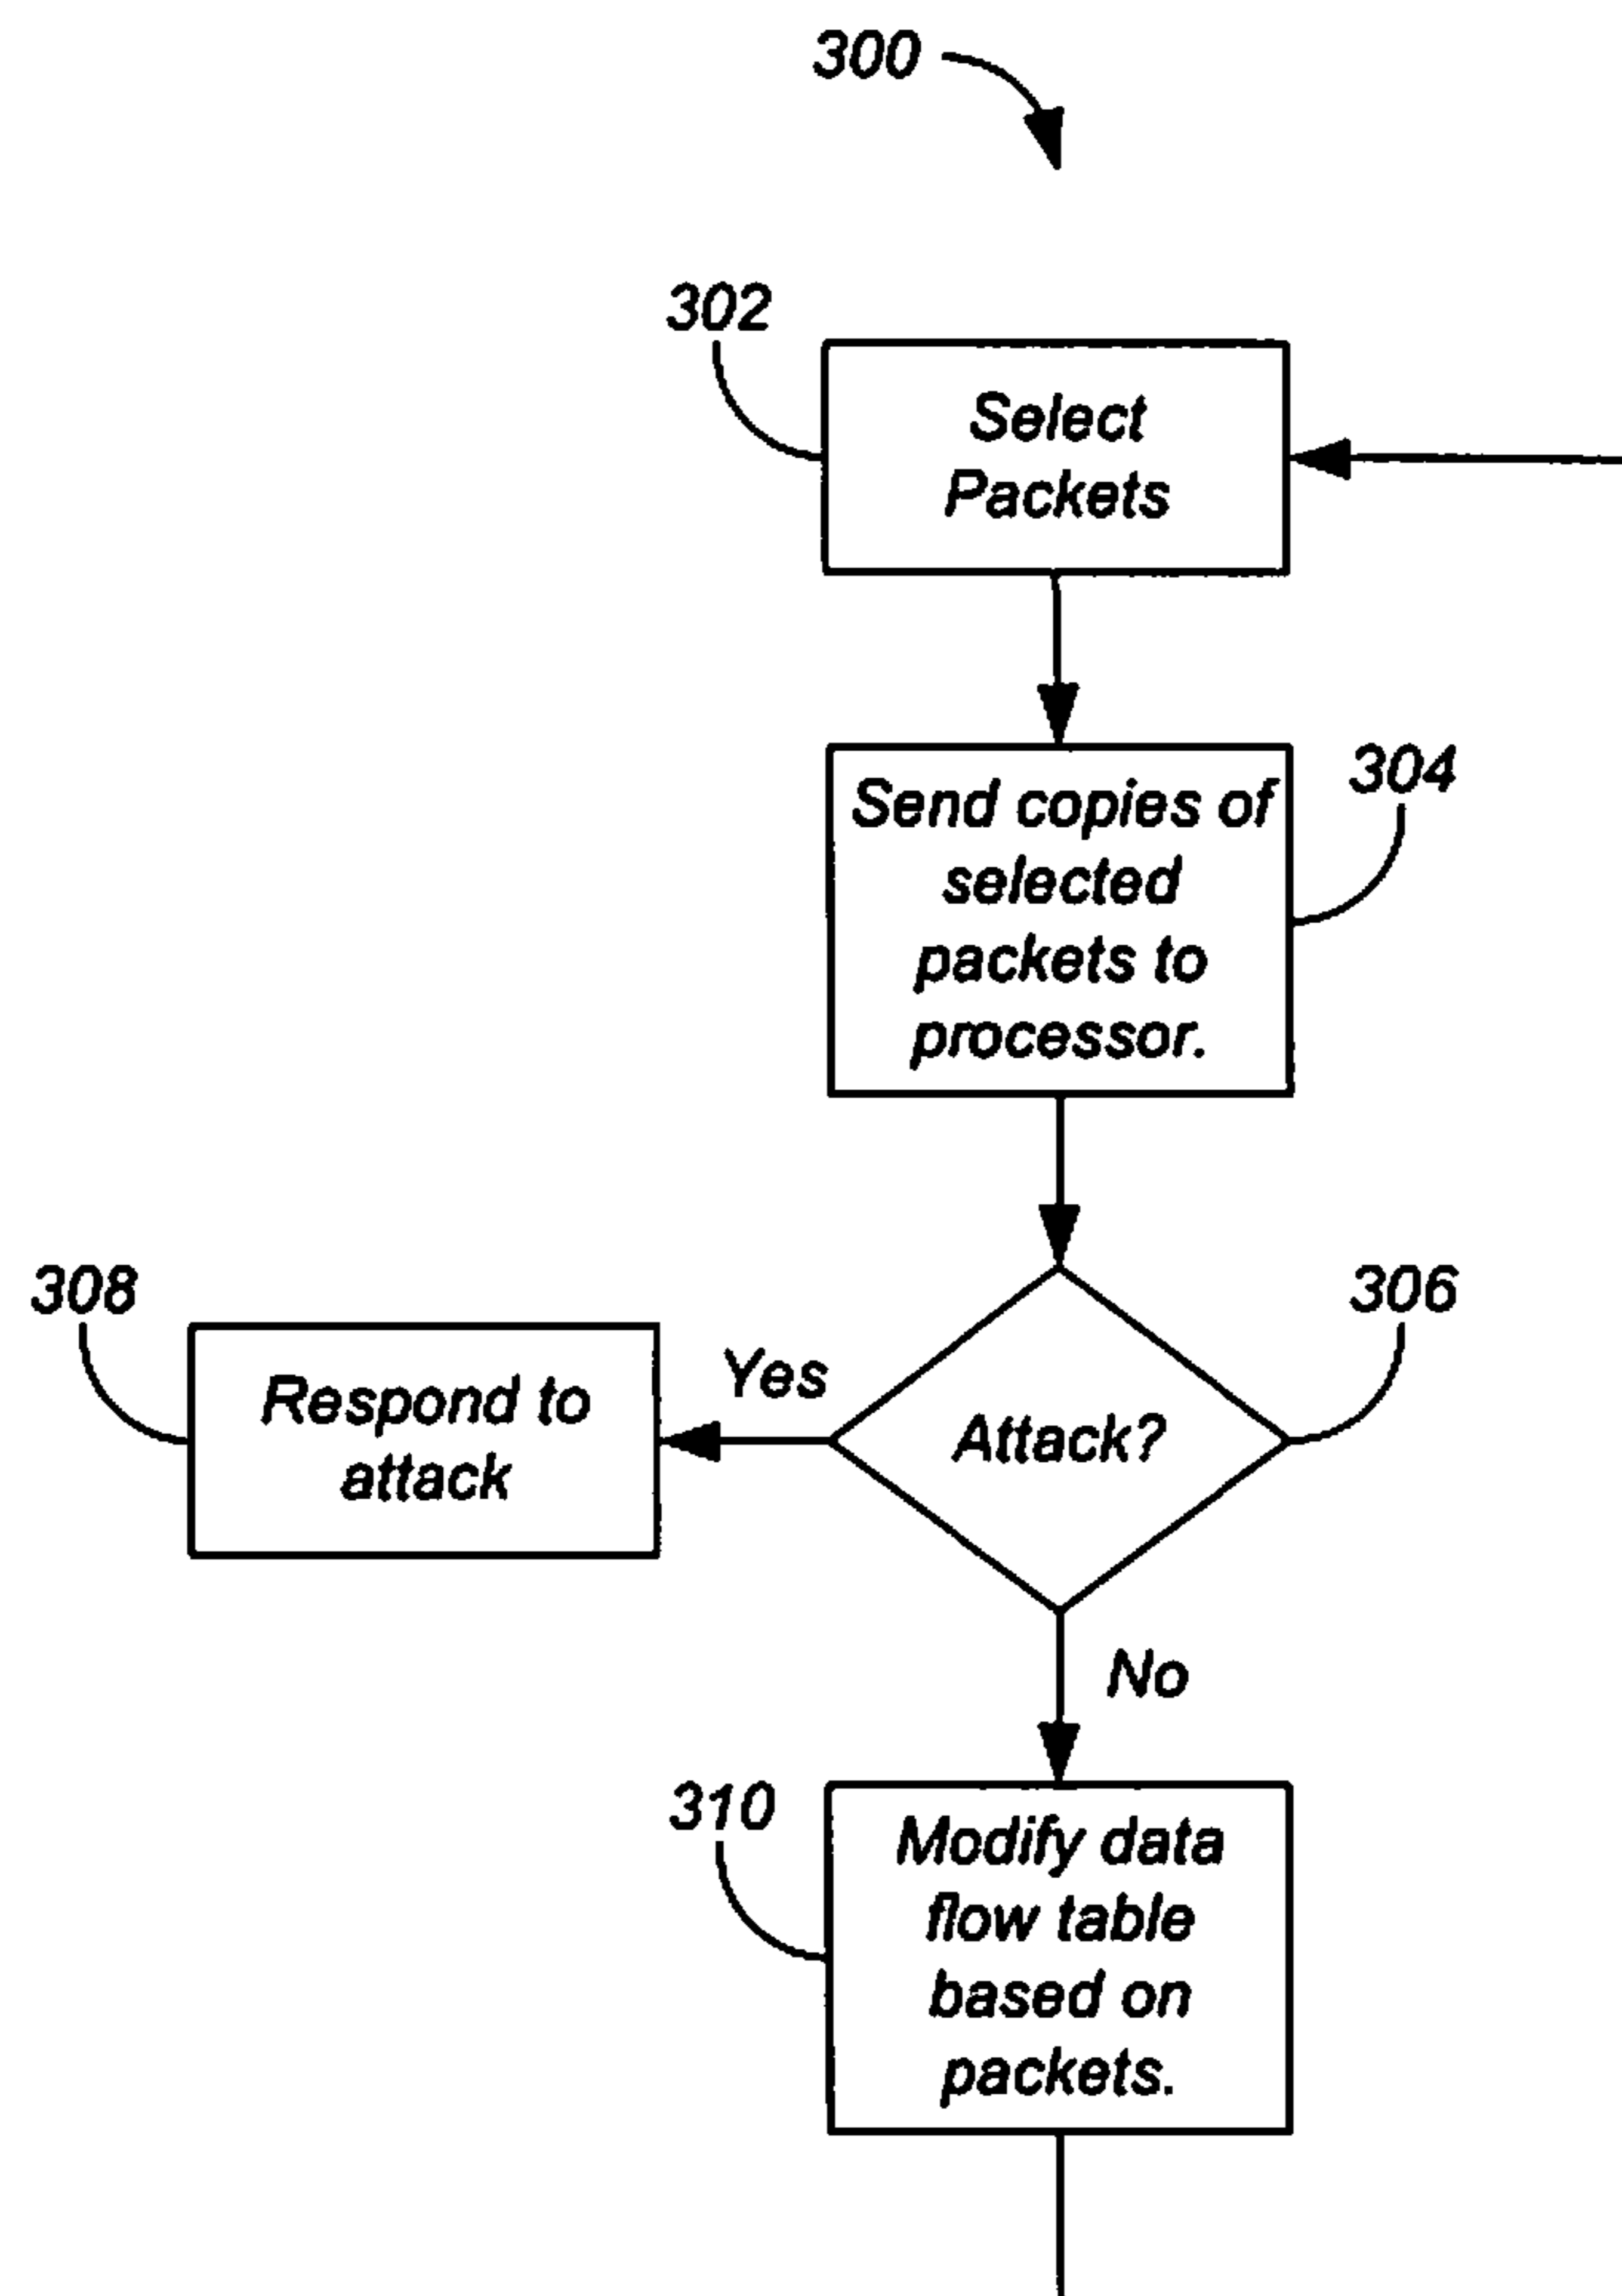 300
302
Select
Packets
304
Send copies of
selected
packets to
processor.
308
306
Respond to
attack
Yes
Attack?
No
310
Modify data
flow table
based on
packets.